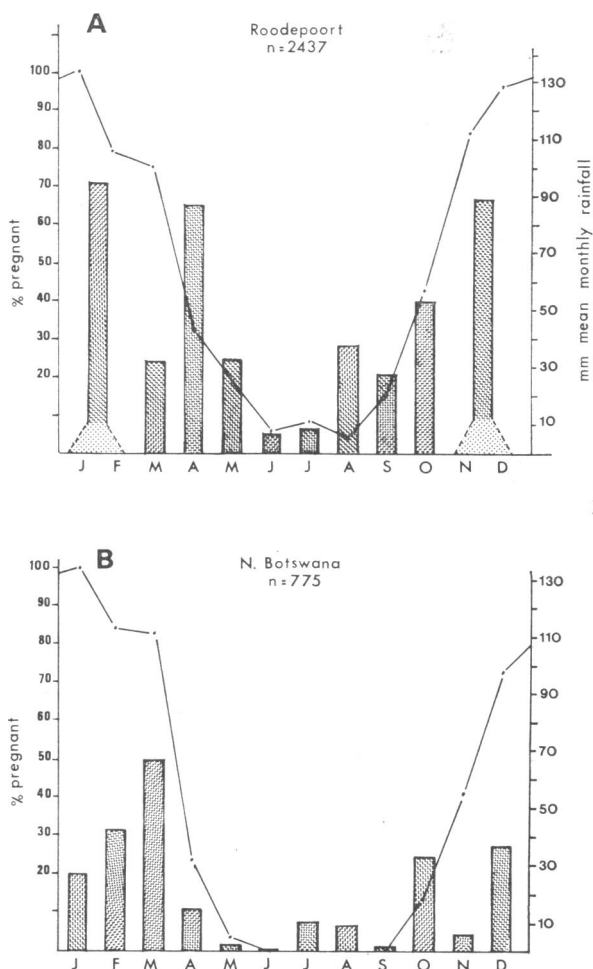 A
Roodepoort
n=2437
% pregnant
100
90
80
70
60
50
40
30
20
130
110
90
70
50
30
10
mm mean monthly rainfall
J F M A M J J A S O N D
B
N. Botswana
n=775
% pregnant
100
90
80
70
60
50
40
30
20
130
110
90
70
50
30
10
J F M A M J J A S O N D